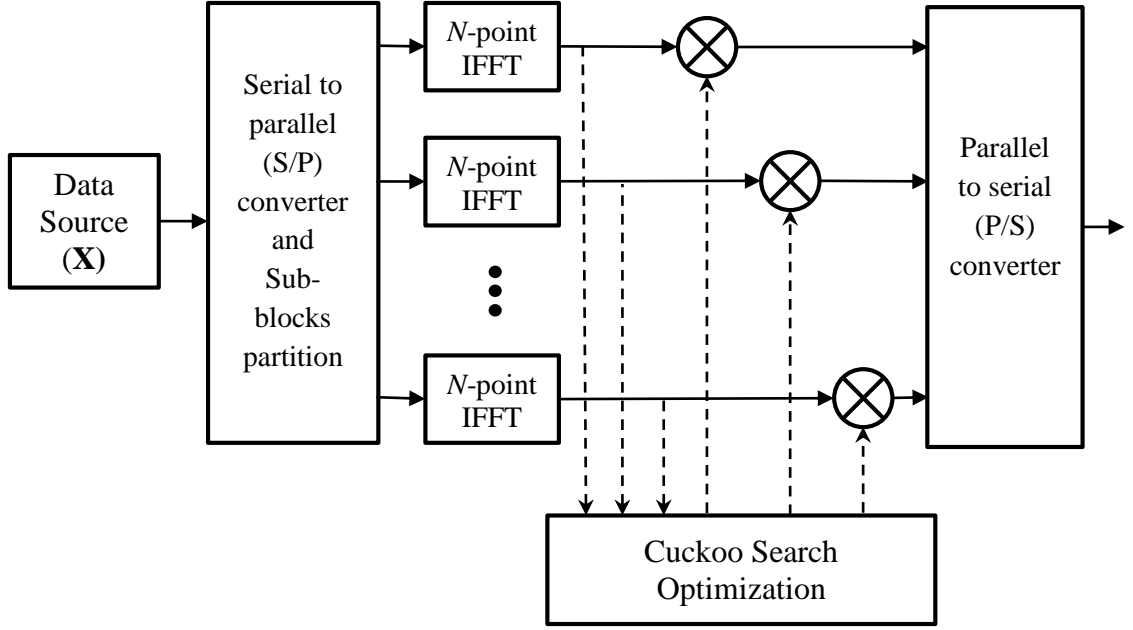 Data
Source
(X)
Serial to
parallel
(S/P)
converter
and
Sub-
blocks
partition
N-point
IFFT
N-point
IFFT
N-point
IFFT
Parallel
to serial
(P/S)
converter
Cuckoo Search
Optimization